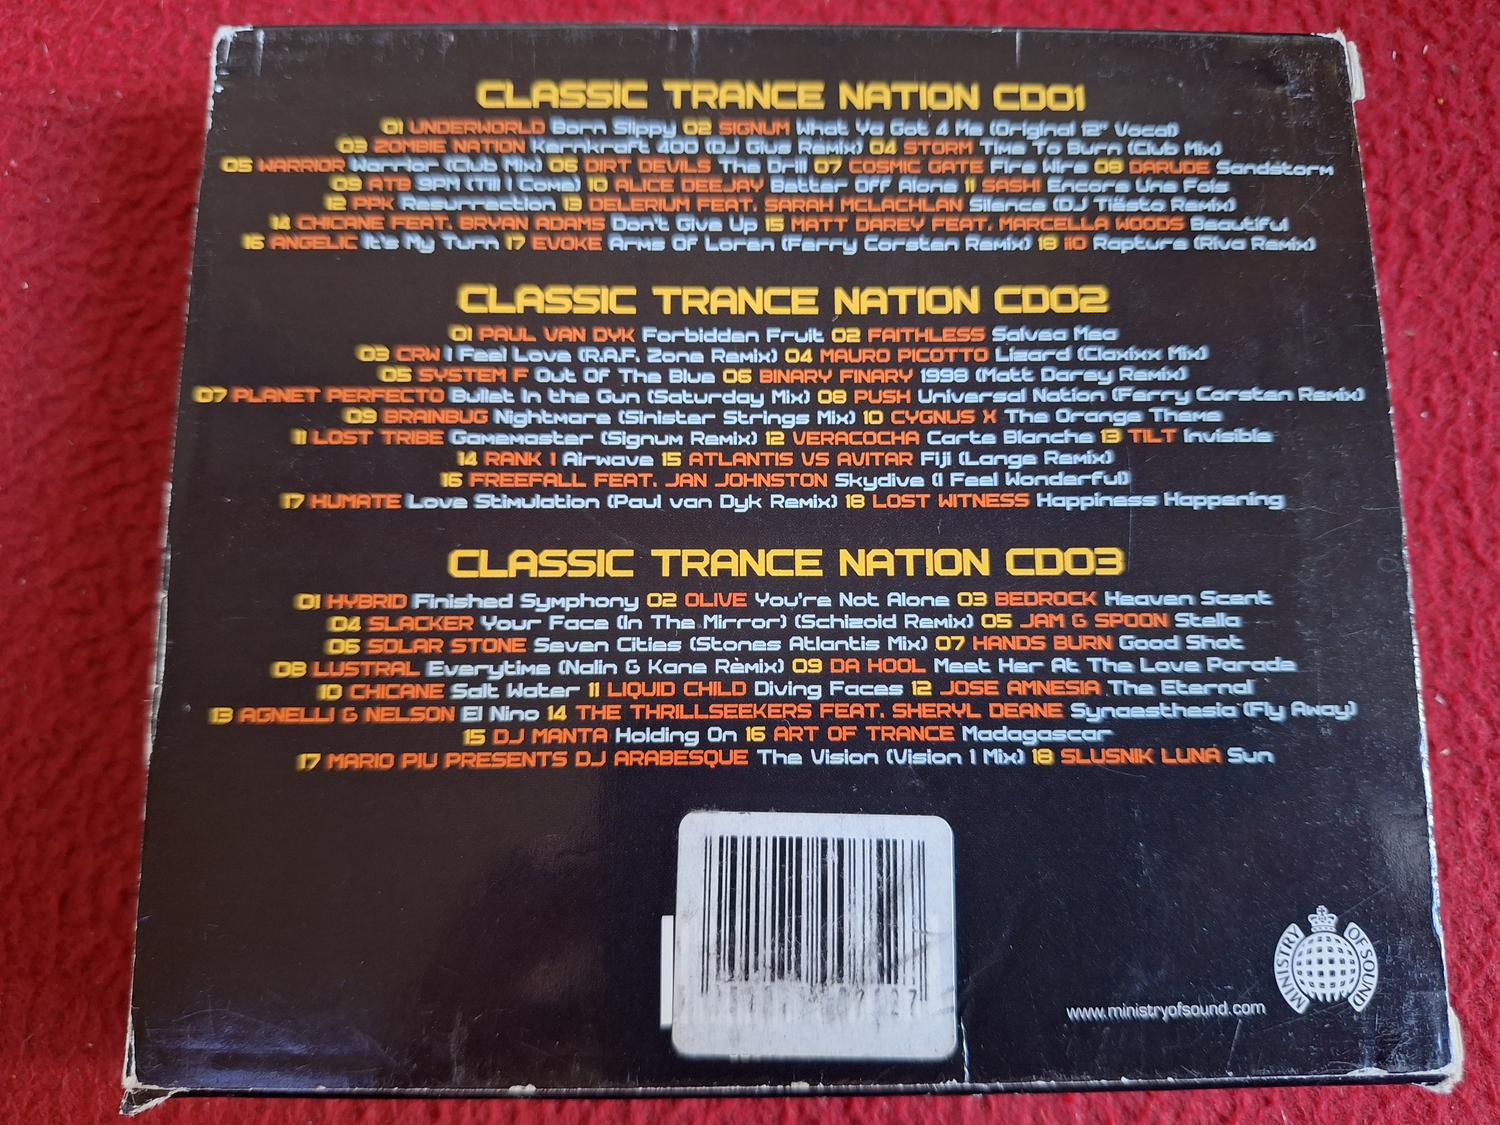 CLASSIC TRANCE NATION CD01
01 UNDERWORLD Born Slippy 02 SIGNUM What Ya Got 4 Me (Original 12" Vocal)
03 ZOMBIE NATION Kernkraft 400 (DJ Gius Remix) 04 STORM Time To Burn (Club Mix)
05 WARRIOR Warrior (Club Mix) 06 DIRT DEVILS The Drill 07 COSMIC GATE Fire Wire 08 DARUDE Sandstorm
09 ATB 9PM (Till I Come) 10 ALICE DEEJAY Better Off Alone 11 SASH! Encore Une Fois
12 PPK Resurrection 13 DELERIUM FEAT. SARAH MCLACHLAN Silence (DJ Tiësto Remix)
14 CHICANE FEAT. BRYAN ADAMS Don't Give Up 15 MATT DAREY FEAT. MARCELLA WOODS Beautiful
16 ANGELIC It's My Turn 17 EVOKE Arms Of Loren (Ferry Corsten Remix) 18 iiO Rapture (Riva Remix)
CLASSIC TRANCE NATION CD02
01 PAUL VAN DYK Forbidden Fruit 02 FAITHLESS Salvea Mea
03 CRW I Feel Love (R.A.F. Zone Remix) 04 MAURO PICOTTO Lizard (Claxixx Mix)
05 SYSTEM F Out Of The Blue 06 BINARY FINARY 1998 (Matt Darey Remix)
07 PLANET PERFECTO Bullet In the Gun (Saturday Mix) 08 PUSH Universal Nation (Ferry Corsten Remix)
09 BRAINBUG Nightmare (Sinister Strings Mix) 10 CYGNUS X The Orange Theme
11 LOST TRIBE Gamemaster (Signum Remix) 12 VERACOCHA Carte Blanche 13 TILT Invisible
14 RANK 1 Airwave 15 ATLANTIS VS AVITAR Fiji (Lange Remix)
16 FREEFALL FEAT. JAN JOHNSTON Skydive (I Feel Wonderful)
17 HUMATE Love Stimulation (Paul van Dyk Remix) 18 LOST WITNESS Happiness Happening
CLASSIC TRANCE NATION CD03
01 HYBRID Finished Symphony 02 OLIVE You're Not Alone 03 BEDROCK Heaven Scent
04 SLACKER Your Face (In The Mirror) (Schizoid Remix) 05 JAM & SPOON Stella
06 SOLAR STONE Seven Cities (Stones Atlantis Mix) 07 HANDS BURN Good Shot
08 LUSTRAL Everytime (Nalin & Kane Remix) 09 DA HOOL Meet Her At The Love Parade
10 CHICANE Salt Water 11 LIQUID CHILD Diving Faces 12 JOSE AMNESIA The Eternal
13 AGNELLI & NELSON El Nino 14 THE THRILLSEEKERS FEAT. SHERYL DEANE Synaesthesia (Fly Away)
15 DJ MANTA Holding On 16 ART OF TRANCE Madagascar
17 MARIO PIU PRESENTS DJ ARABESQUE The Vision (Vision 1 Mix) 18 SLUSNIK LUNA Sun
MINISTRY OF SOUND
www.ministryofsound.com